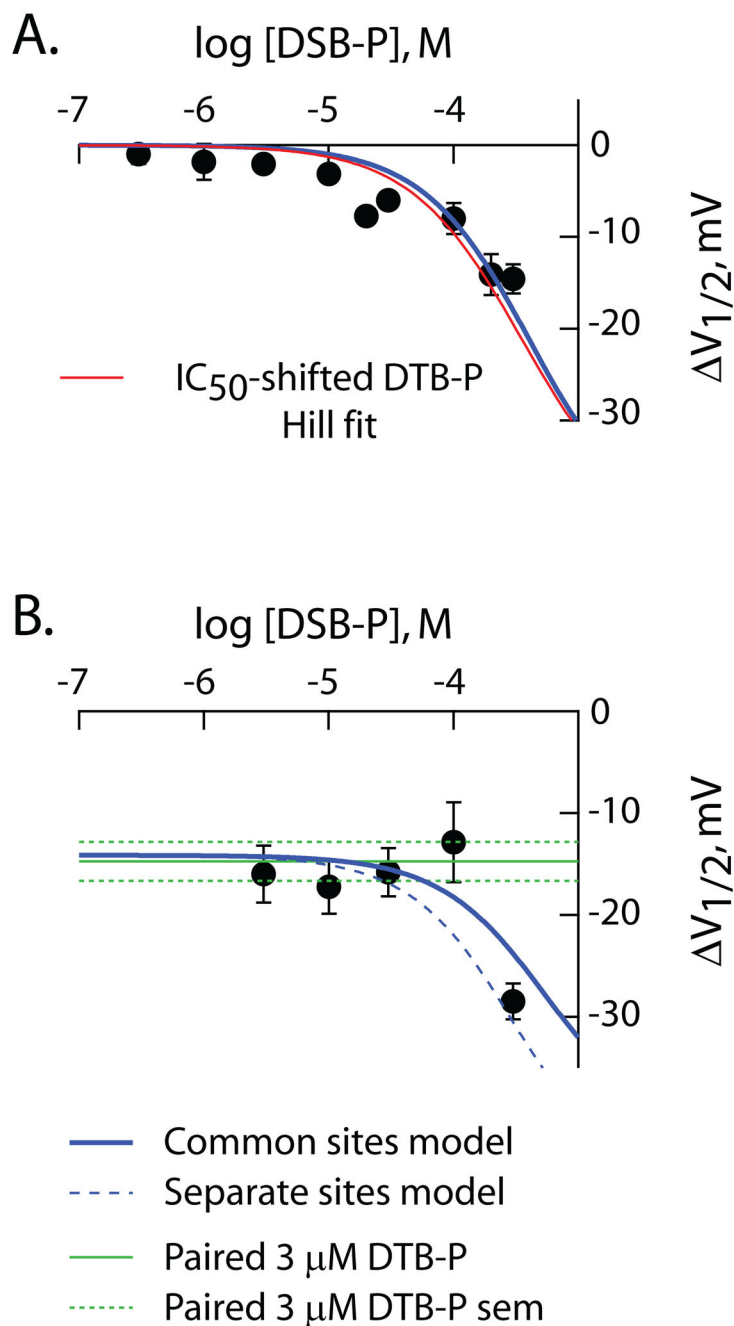 A.
log [DSB-P], M
-7 -6 -5 -4
0
-10
-20
-30
ΔV1/2, mV
IC50-shifted DTB-P
Hill fit
B.
log [DSB-P], M
-7 -6 -5 -4
0
-10
-20
-30
ΔV1/2, mV
Common sites model
Separate sites model
Paired 3 μM DTB-P
Paired 3 μM DTB-P sem